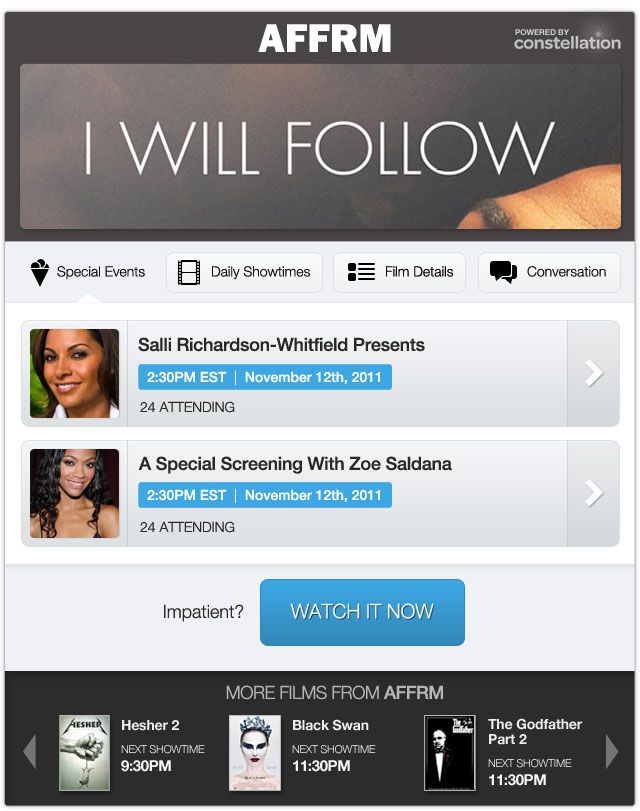 AFFRM
POWERED BY
constellation
I WILL FOLLOW
Special Events
Daily Showtimes
Film Details
Conversation
Salli Richardson-Whitfield Presents
2:30PM EST | November 12th, 2011
24 ATTENDING
A Special Screening With Zoe Saldana
2:30PM EST | November 12th, 2011
24 ATTENDING
Impatient?
WATCH IT NOW
MORE FILMS FROM AFFRM
HESHER
Hesher 2
NEXT SHOWTIME
9:30PM
Black Swan
Black Swan
NEXT SHOWTIME
11:30PM
The Godfather
The Godfather
Part 2
NEXT SHOWTIME
11:30PM